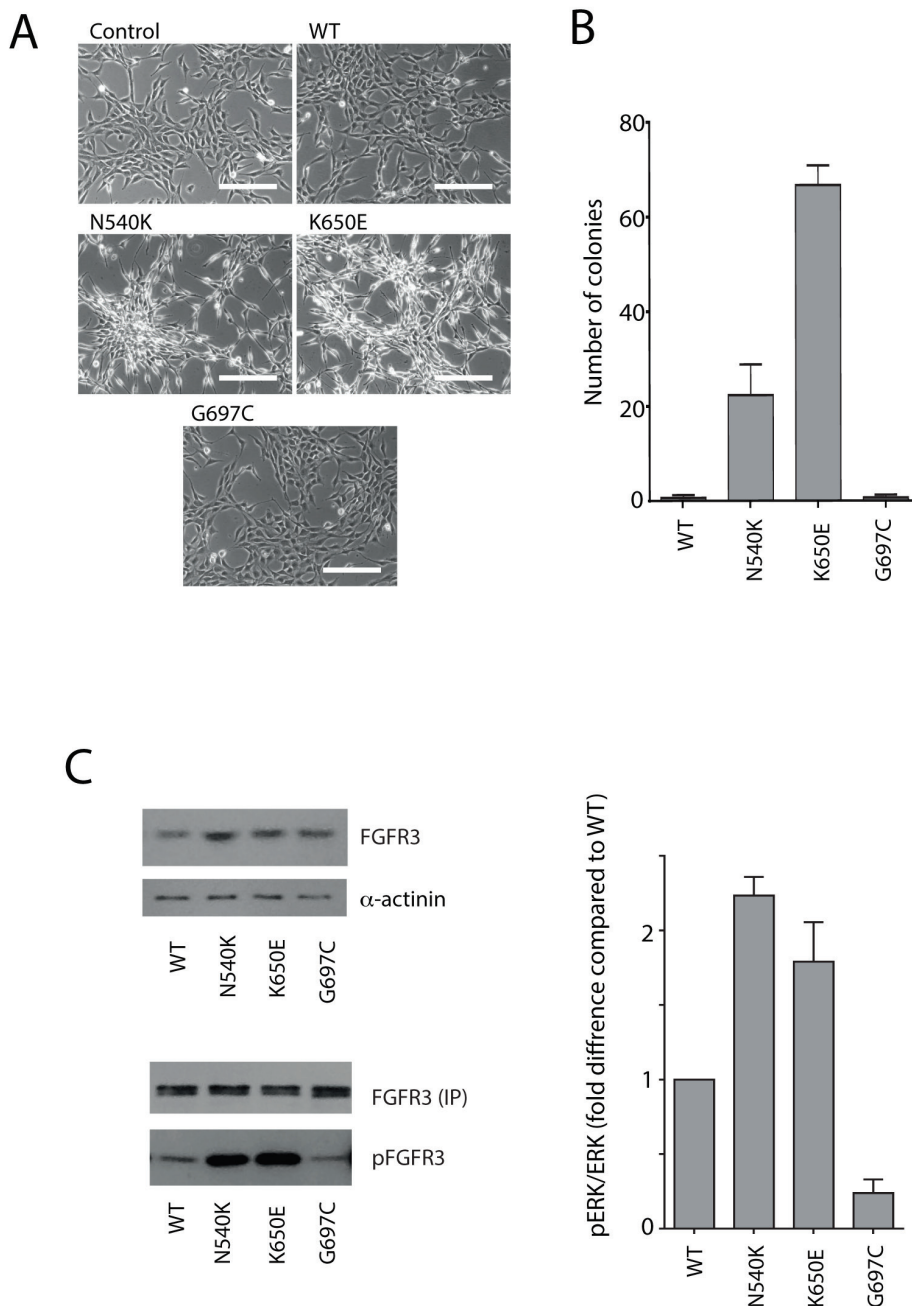 A
Control
WT
N540K
K650E
G697C
B
Number of colonies
80
60
40
20
0
WT
N540K
K650E
G697C
C
FGFR3
α-actinin
WT
N540K
K650E
G697C
FGFR3 (IP)
pFGFR3
WT
N540K
K650E
G697C
pERK/ERK (fold diffrence compared to WT)
2
1
0
WT
N540K
K650E
G697C